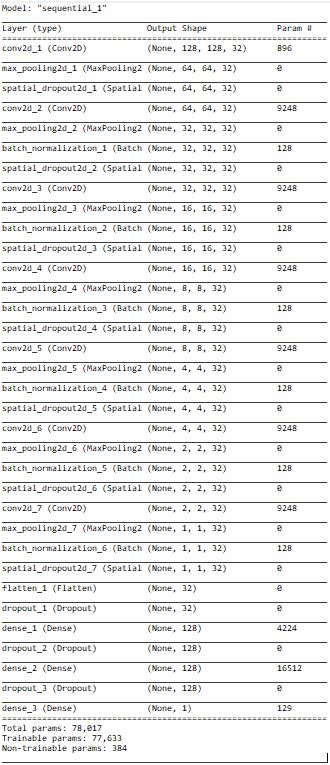 Model: "sequential_1"
Layer (type) Output Shape Param #
conv2d_1 (Conv2D) (None, 128, 128, 32) 896
max_pooling2d_1 (MaxPooling2 (None, 64, 64, 32) 0
spatial_dropout2d_1 (Spatial (None, 64, 64, 32) 0
conv2d_2 (Conv2D) (None, 64, 64, 32) 9248
max_pooling2d_2 (MaxPooling2 (None, 32, 32, 32) 0
batch_normalization_1 (Batch (None, 32, 32, 32) 128
spatial_dropout2d_2 (Spatial (None, 32, 32, 32) 0
conv2d_3 (Conv2D) (None, 32, 32, 32) 9248
max_pooling2d_3 (MaxPooling2 (None, 16, 16, 32) 0
batch_normalization_2 (Batch (None, 16, 16, 32) 128
spatial_dropout2d_3 (Spatial (None, 16, 16, 32) 0
conv2d_4 (Conv2D) (None, 16, 16, 32) 9248
max_pooling2d_4 (MaxPooling2 (None, 8, 8, 32) 0
batch_normalization_3 (Batch (None, 8, 8, 32) 128
spatial_dropout2d_4 (Spatial (None, 8, 8, 32) 0
conv2d_5 (Conv2D) (None, 8, 8, 32) 9248
max_pooling2d_5 (MaxPooling2 (None, 4, 4, 32) 0
batch_normalization_4 (Batch (None, 4, 4, 32) 128
spatial_dropout2d_5 (Spatial (None, 4, 4, 32) 0
conv2d_6 (Conv2D) (None, 4, 4, 32) 9248
max_pooling2d_6 (MaxPooling2 (None, 2, 2, 32) 0
batch_normalization_5 (Batch (None, 2, 2, 32) 128
spatial_dropout2d_6 (Spatial (None, 2, 2, 32) 0
conv2d_7 (Conv2D) (None, 2, 2, 32) 9248
max_pooling2d_7 (MaxPooling2 (None, 1, 1, 32) 0
batch_normalization_6 (Batch (None, 1, 1, 32) 128
spatial_dropout2d_7 (Spatial (None, 1, 1, 32) 0
flatten_1 (Flatten) (None, 32) 0
dropout_1 (Dropout) (None, 32) 0
dense_1 (Dense) (None, 128) 4224
dropout_2 (Dropout) (None, 128) 0
dense_2 (Dense) (None, 128) 16512
dropout_3 (Dropout) (None, 128) 0
dense_3 (Dense) (None, 1) 129
Total params: 78,017
Trainable params: 77,633
Non-trainable params: 384